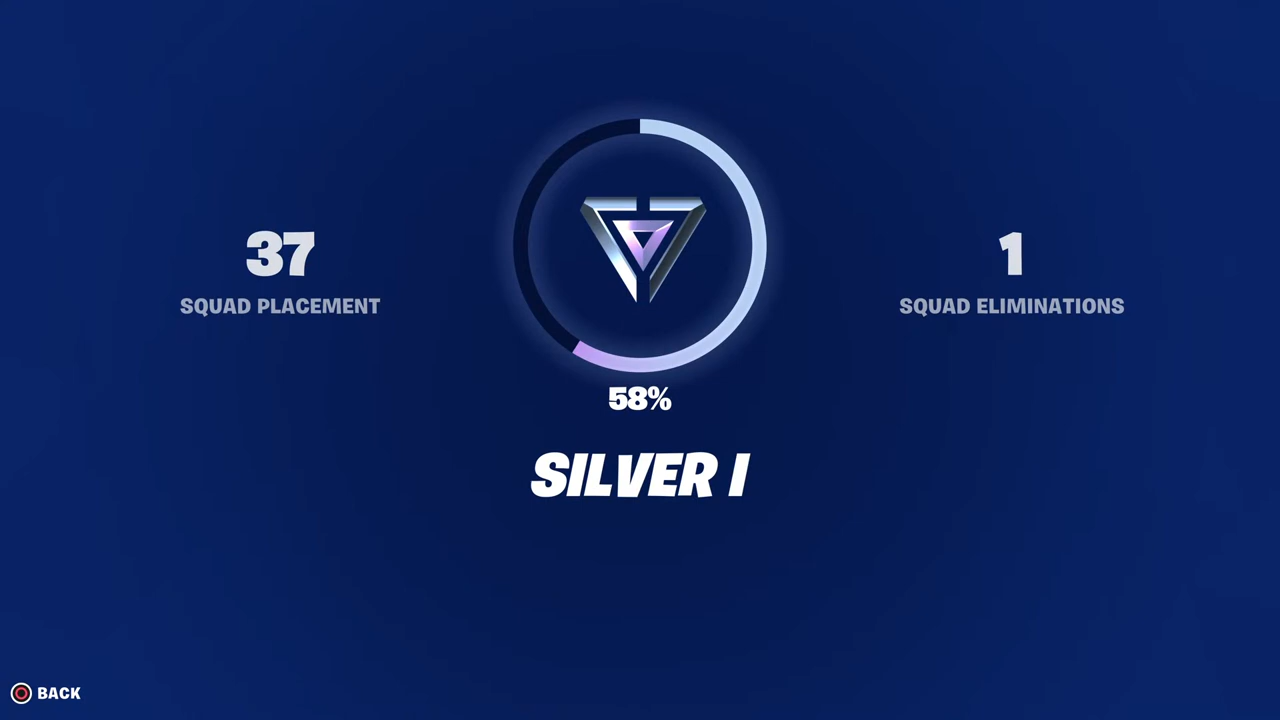 37
SQUAD PLACEMENT
1
SQUAD ELIMINATIONS
58%
SILVER I
BACK